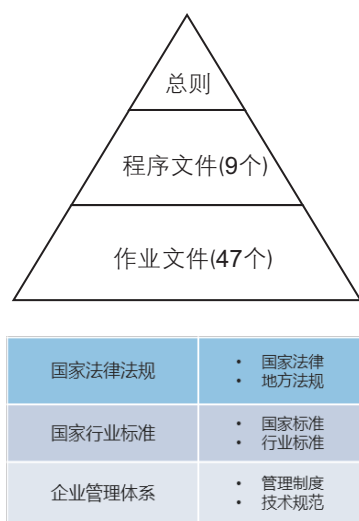 总则
程序文件(9个)
作业文件(47个)
国家法律法规
• 国家法律
• 地方法规
国家行业标准
• 国家标准
• 行业标准
企业管理体系
• 管理制度
• 技术规范